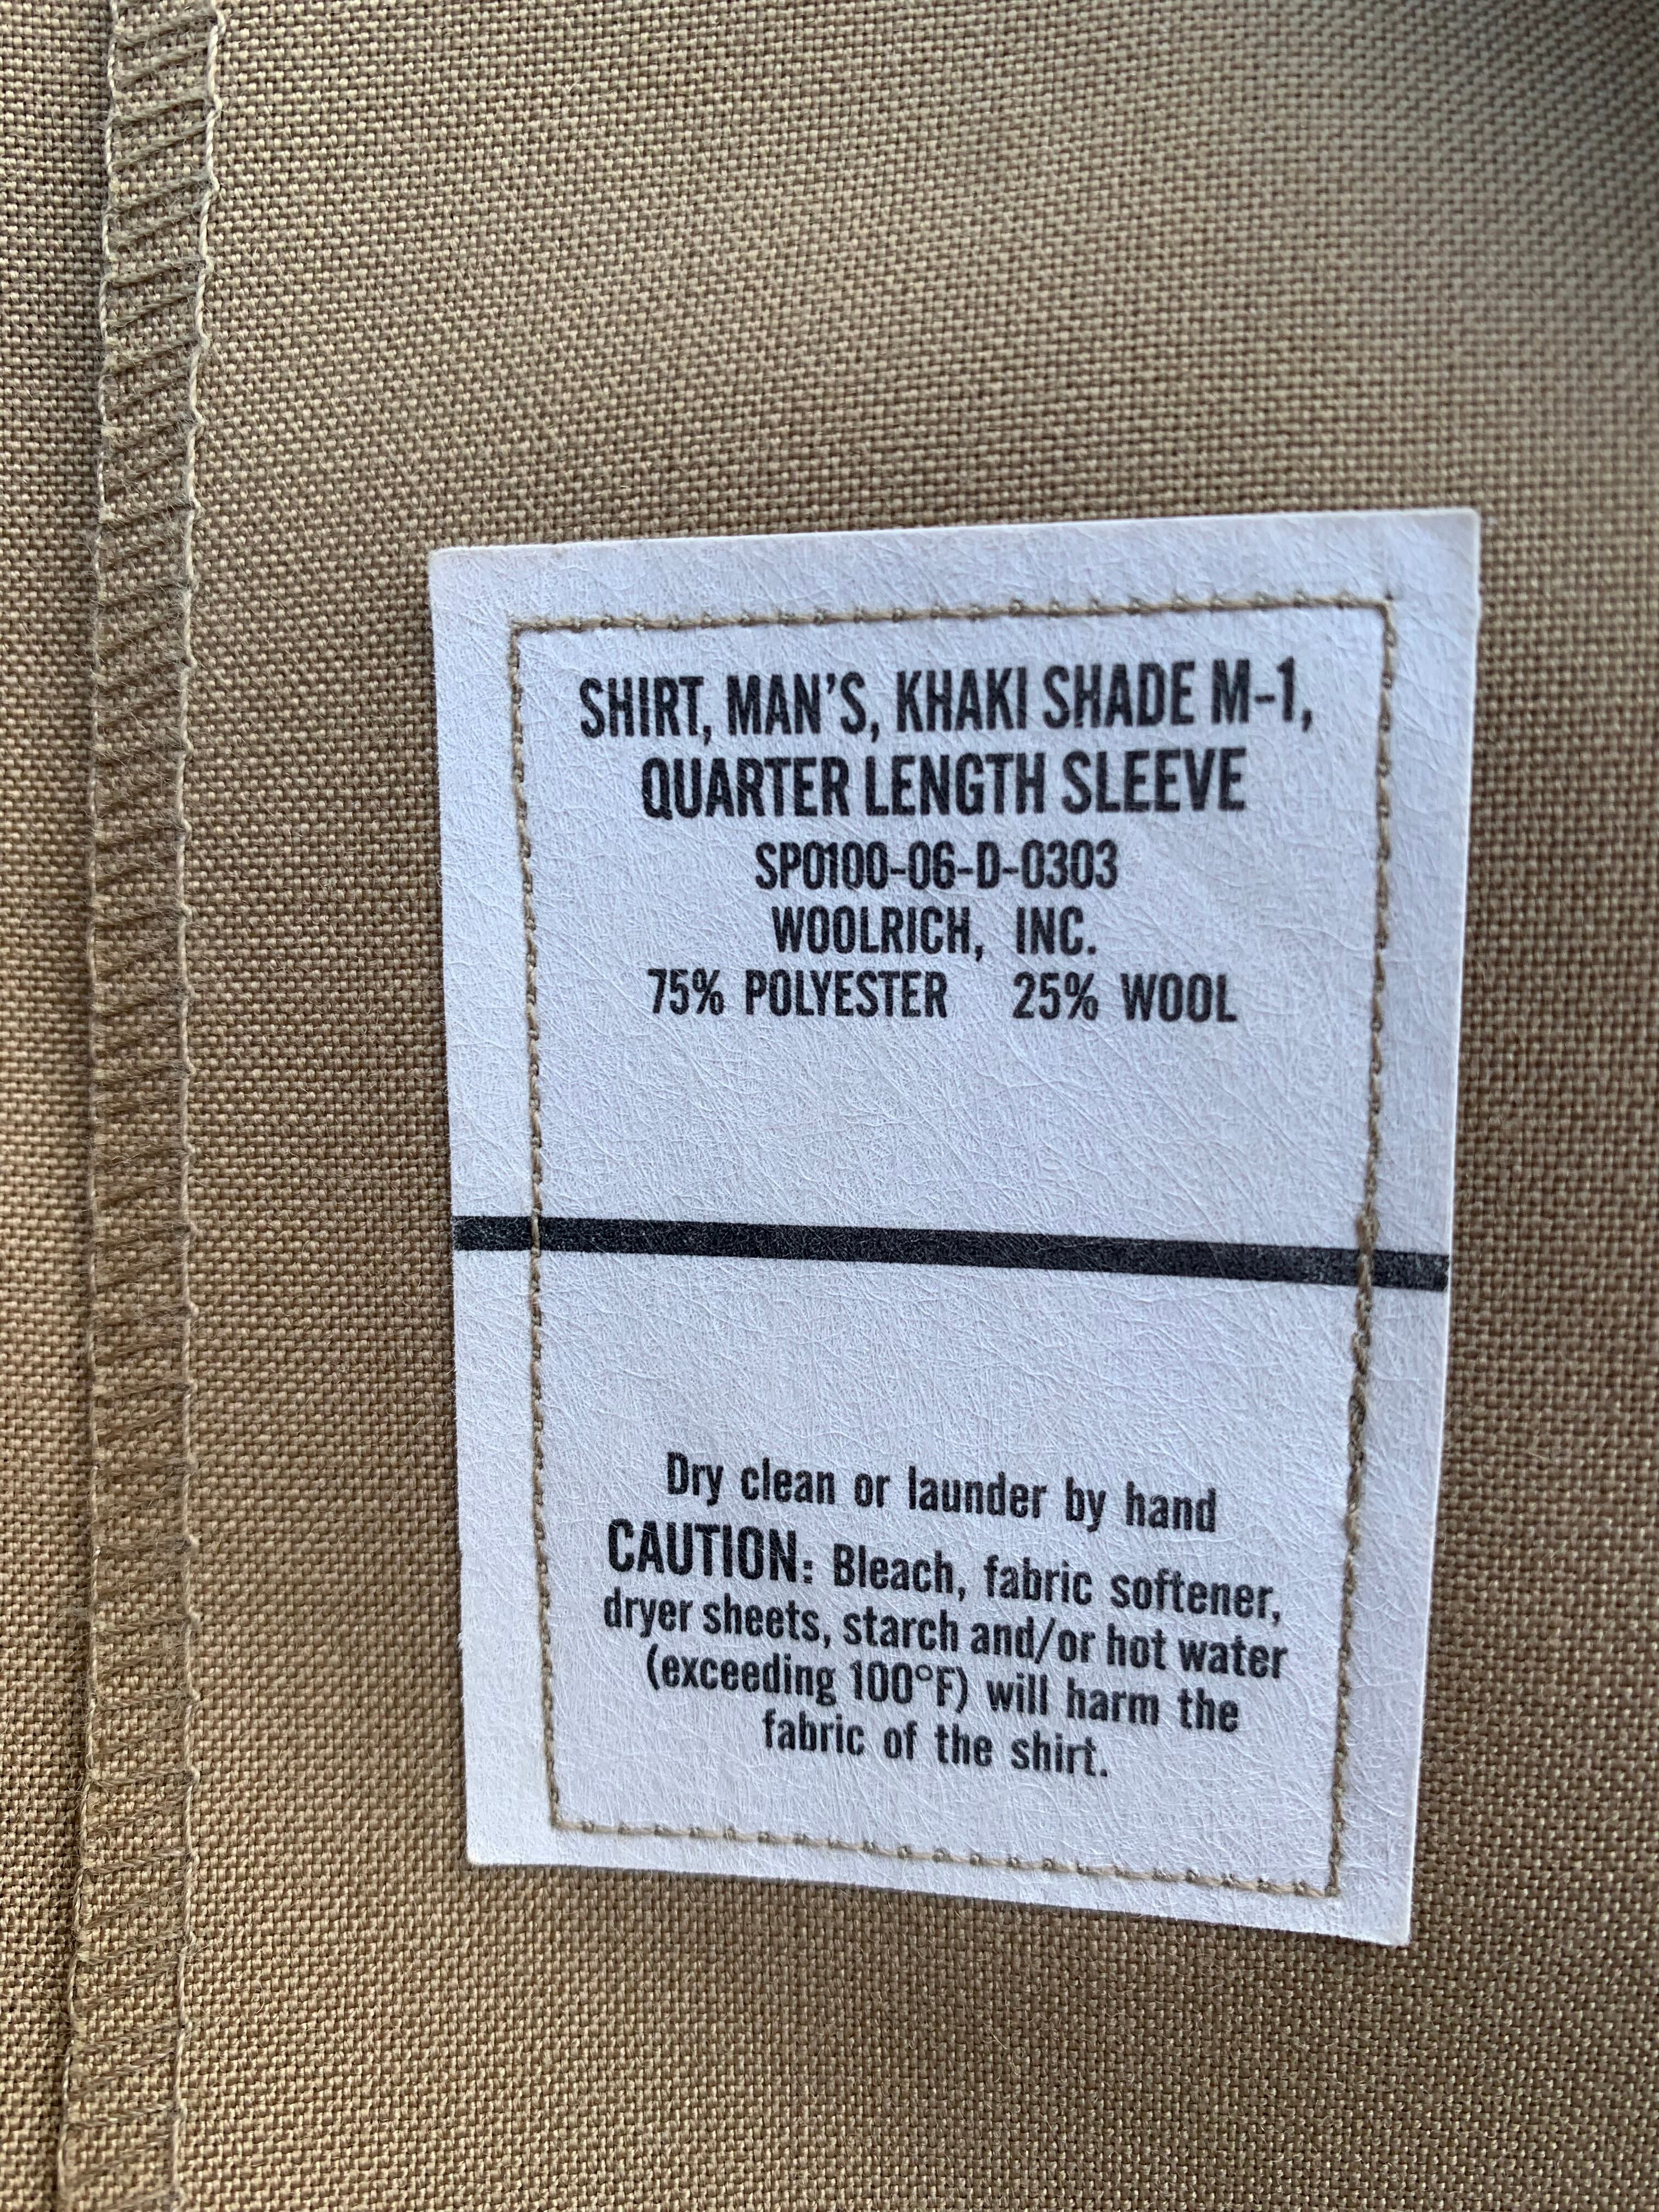 SHIRT, MAN'S, KHAKI SHADE M-1,
QUARTER LENGTH SLEEVE
SPO100-06-D-0303
WOOLRICH, INC.
75% POLYESTER 25% WOOL
Dry clean or launder by hand
CAUTION: Bleach, fabric softener,
dryer sheets, starch and/or hot water
(exceeding 100°F) will harm the
fabric of the shirt.